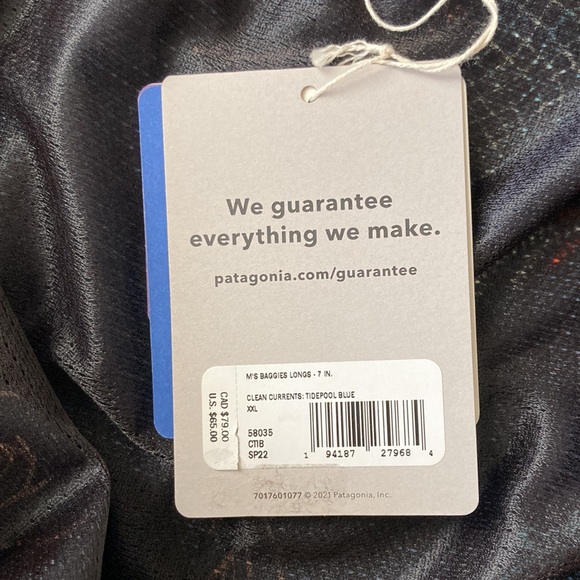 We guarantee
everything we make.
patagonia.com/guarantee
M'S BAGGIES LONGS - 7 IN.
CLEAN CURRENTS: TIDEPOOL BLUE
XXL
58035
CTIB
SP22
1 94187 27968 4
CAD $79.00
U.S. $65.00
7017601077 © 2021 Patagonia, Inc.